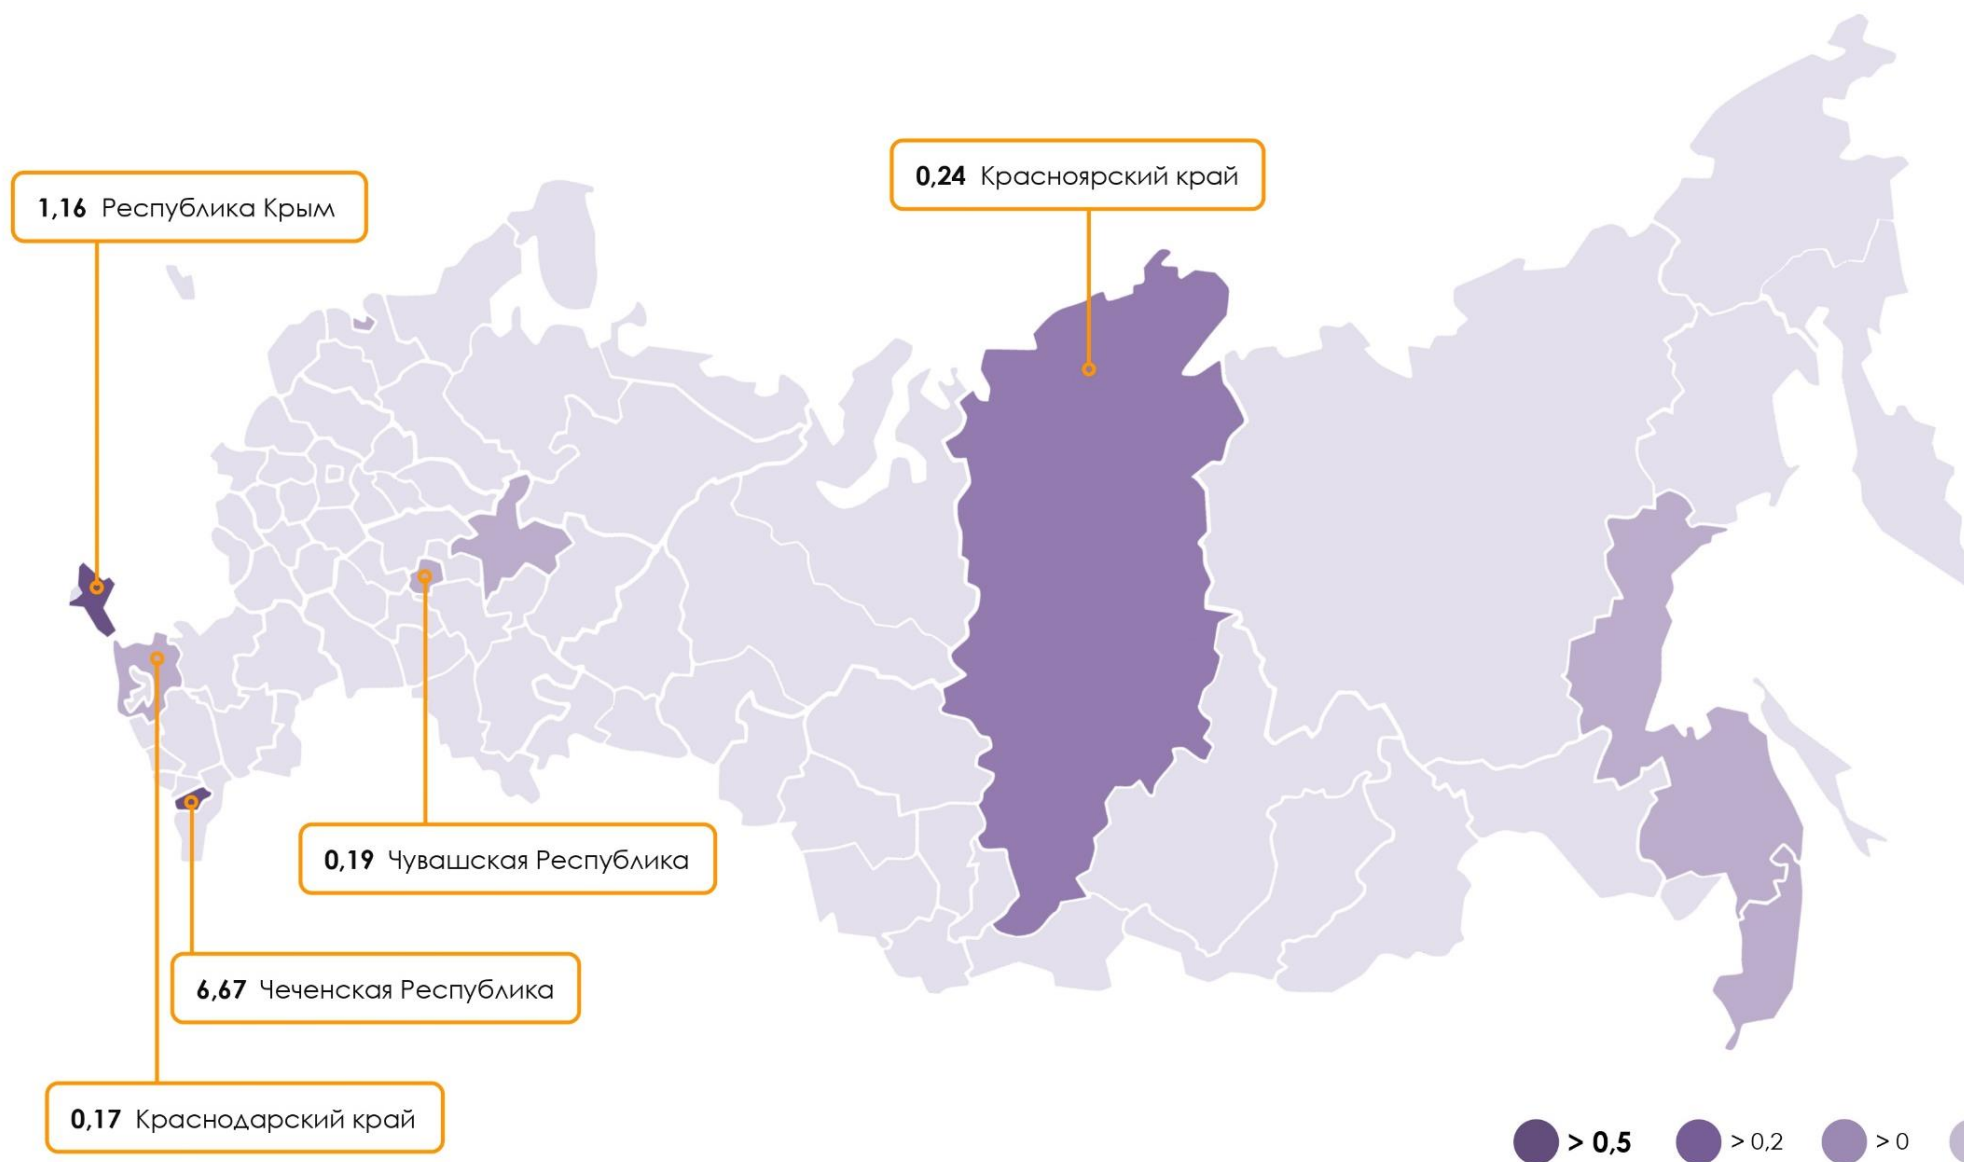 0,24 Красноярский край
1,16 Республика Крым
0,19 Чувашская Республика
6,67 Чеченская Республика
0,17 Краснодарский край
> 0,5
> 0,2
> 0